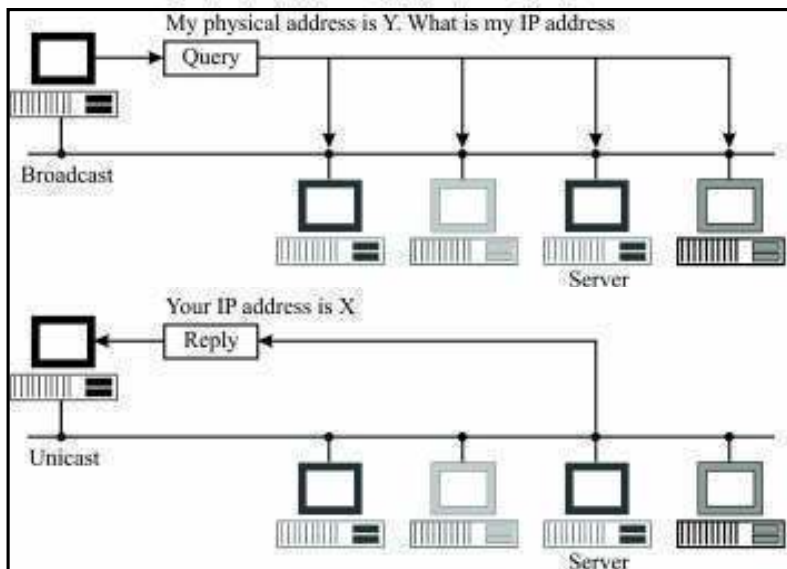 My physical address is Y. What is my IP address
Query
Broadcast
Server
Your IP address is X
Reply
Unicast
Server